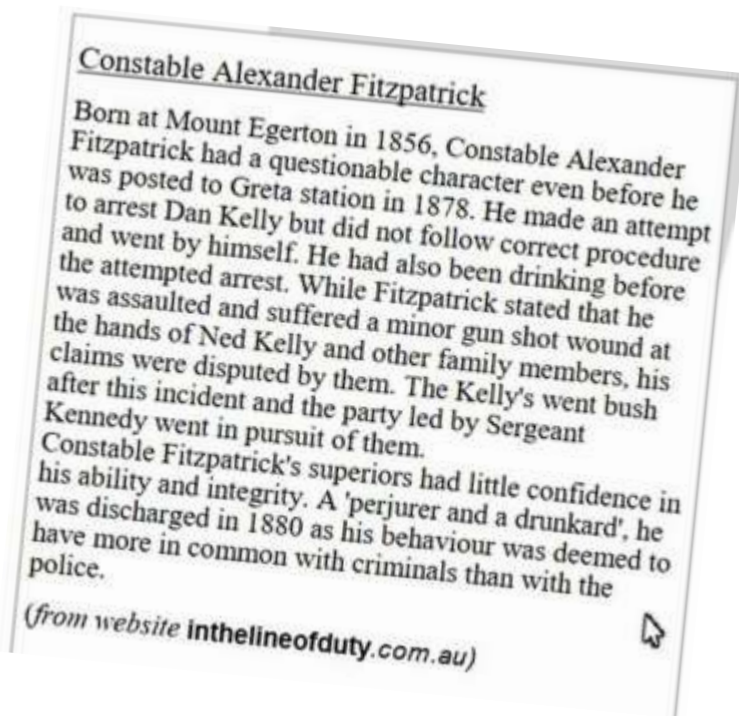 Constable Alexander Fitzpatrick
Born at Mount Egerton in 1856, Constable Alexander
Fitzpatrick had a questionable character even before he
was posted to Greta station in 1878. He made an attempt
to arrest Dan Kelly but did not follow correct procedure
and went by himself. He had also been drinking before
the attempted arrest. While Fitzpatrick stated that he
was assaulted and suffered a minor gun shot wound at
the hands of Ned Kelly and other family members, his
claims were disputed by them. The Kelly's went bush
after this incident and the party led by Sergeant
Kennedy went in pursuit of them.
Constable Fitzpatrick's superiors had little confidence in
his ability and integrity. A 'perjurer and a drunkard', he
was discharged in 1880 as his behaviour was deemed to
have more in common with criminals than with the
police.
(from website inthelineofduty.com.au)